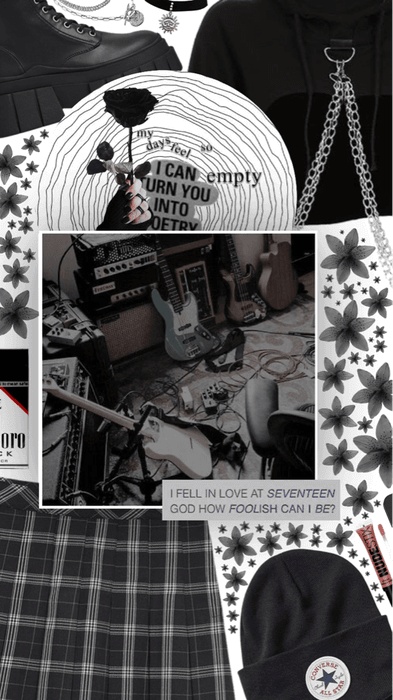 my
days feel so
empty
I CAN
TURN YOU
INTO
POETRY
I FELL IN LOVE AT SEVENTEEN
GOD HOW FOOLISH CAN I BE?
CONVERSE
ALL STAR